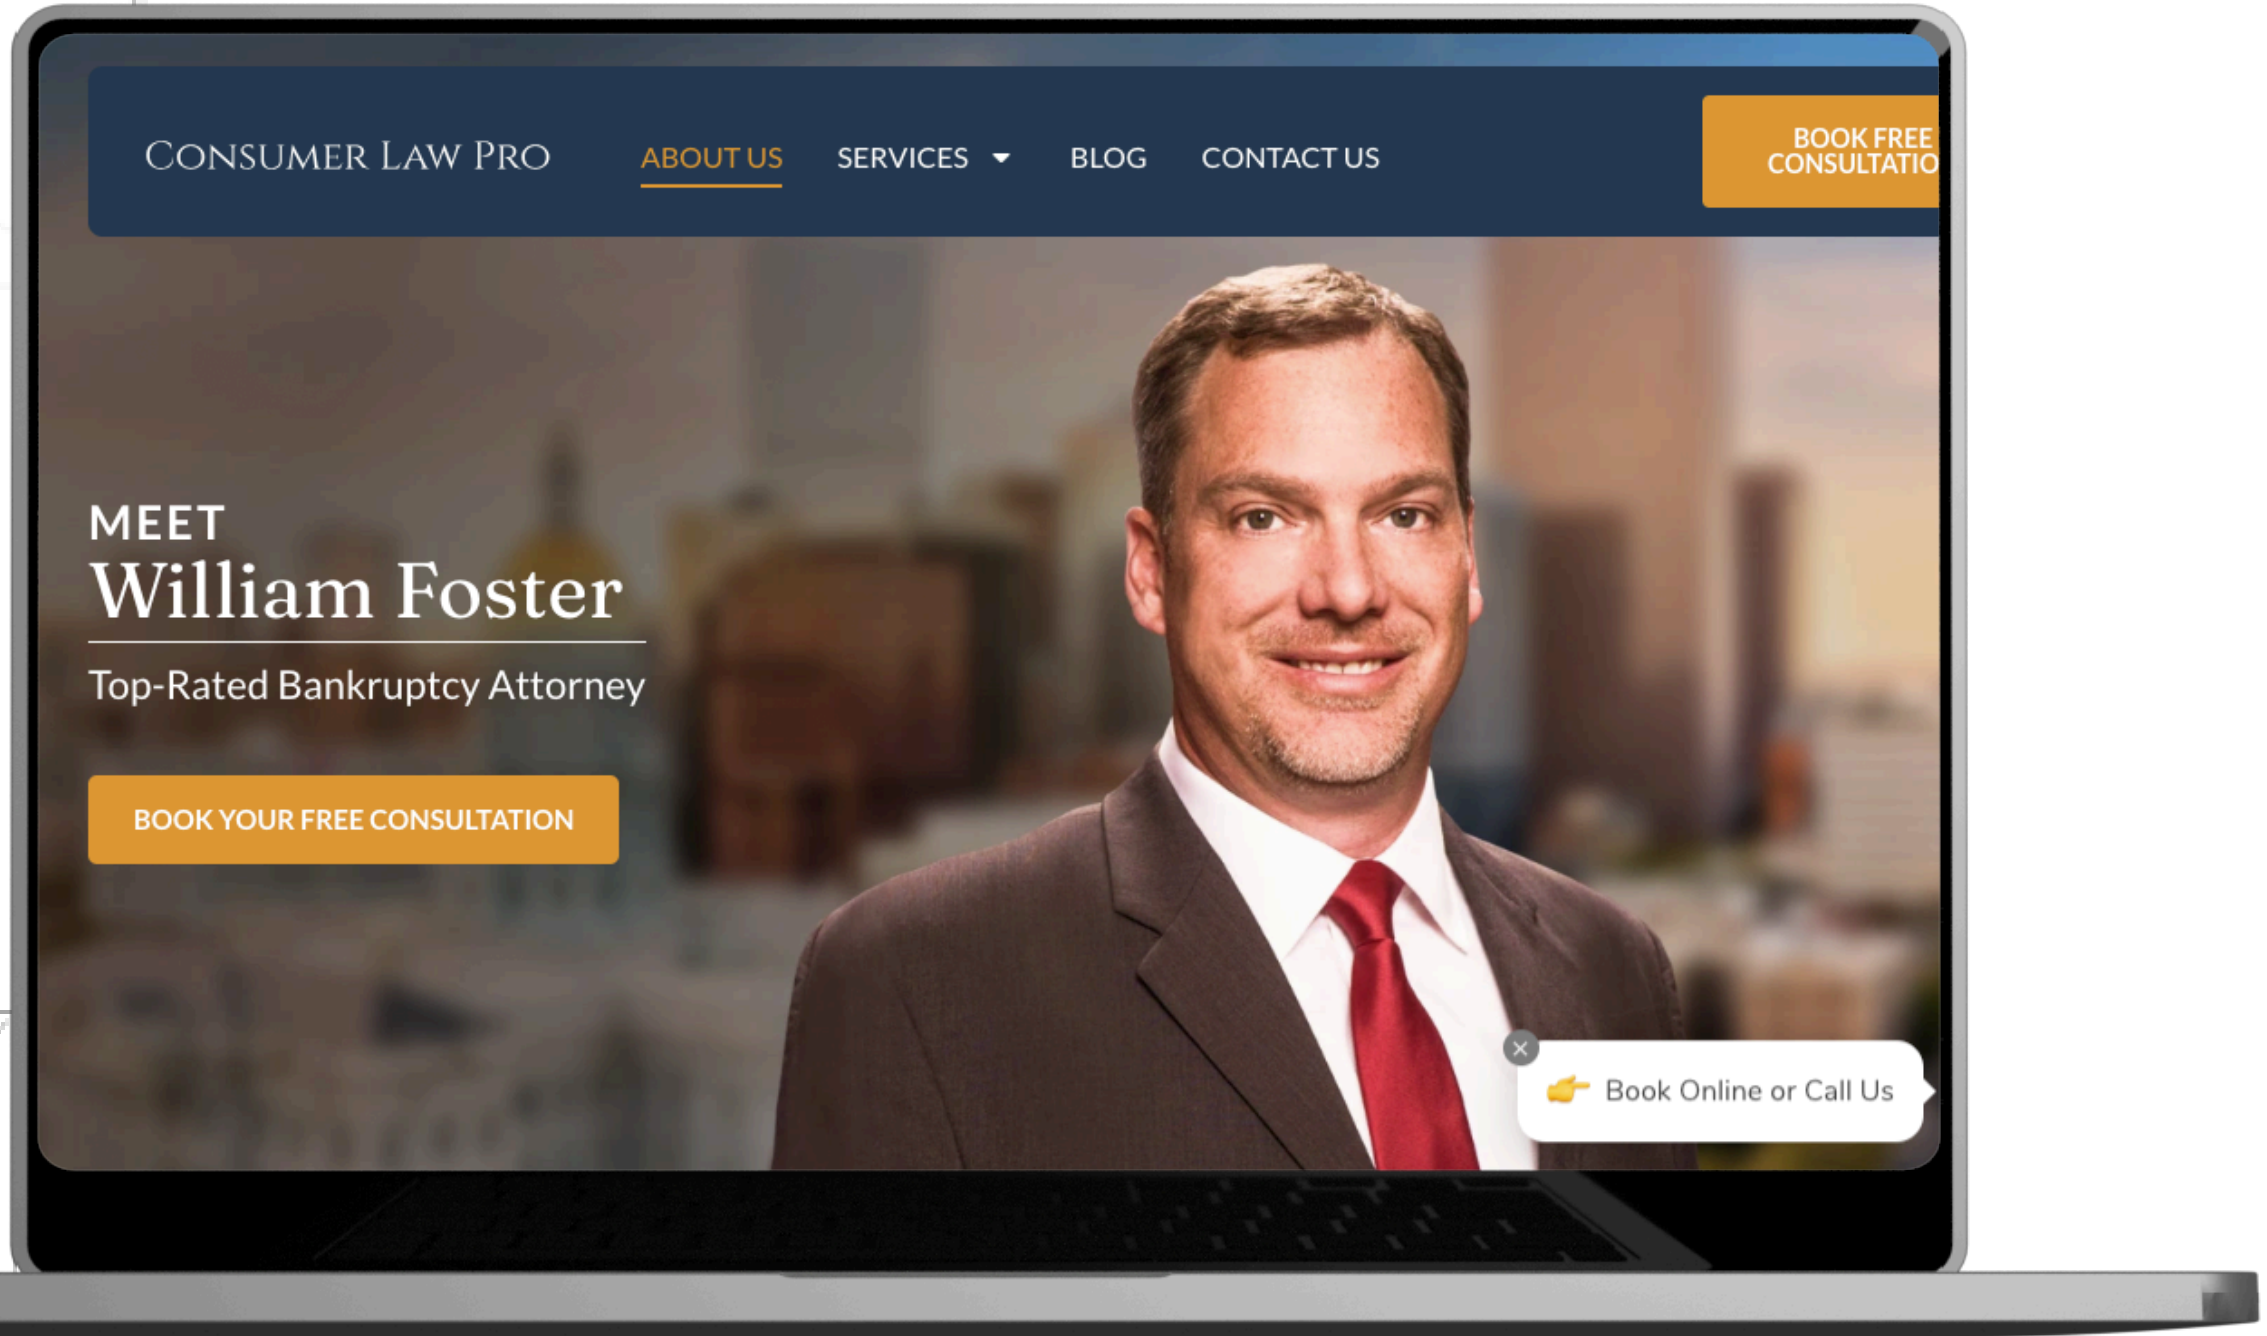 CONSUMER LAW PRO
ABOUT US
SERVICES
BLOG
CONTACT US
BOOK FREE
CONSULTATIO
MEET
William Foster
Top-Rated Bankruptcy Attorney
BOOK YOUR FREE CONSULTATION
👉 Book Online or Call Us